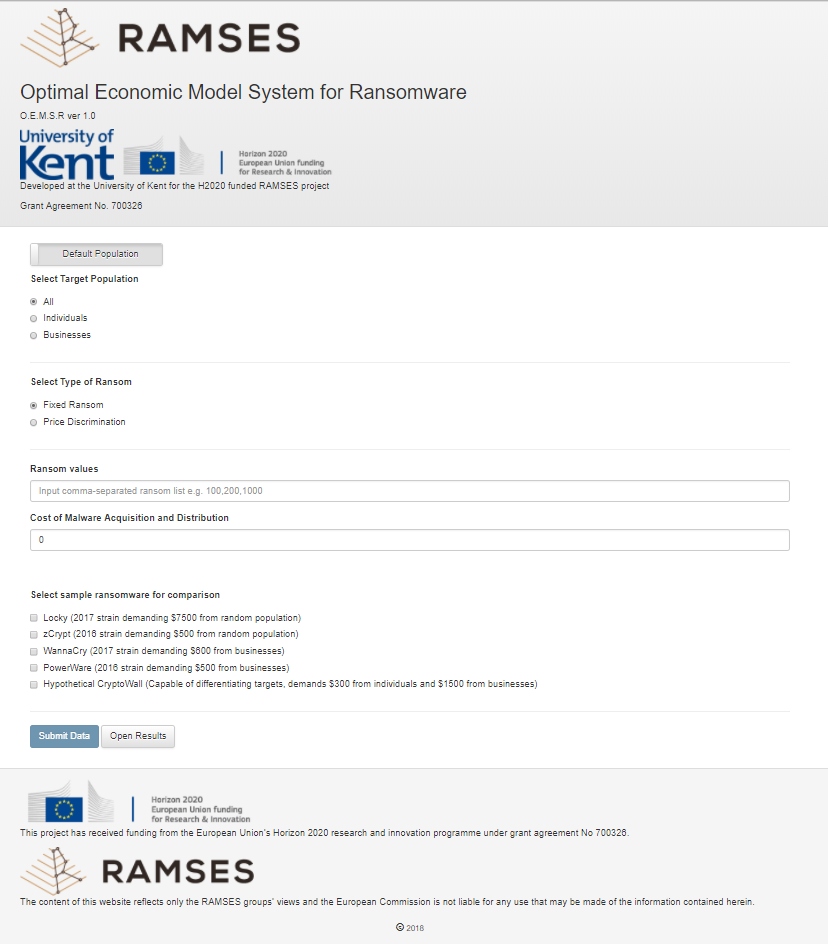 RAMSES
Optimal Economic Model System for Ransomware
O.E.M.S.R ver 1.0
University of
Kent
Horizon 2020
European Union funding
for Research & Innovation
Developed at the University of Kent for the H2020 funded RAMSES project
Grant Agreement No. 700326
Default Population
Select Target Population
All
Individuals
Businesses
Select Type of Ransom
Fixed Ransom
Price Discrimination
Ransom values
Input comma-separated ransom list e.g. 100,200,1000
Cost of Malware Acquisition and Distribution
0
Select sample ransomware for comparison
Locky (2017 strain demanding $7500 from random population)
zCrypt (2016 strain demanding $500 from random population)
WannaCry (2017 strain demanding $600 from businesses)
PowerWare (2016 strain demanding $500 from businesses)
Hypothetical CryptoWall (Capable of differentiating targets, demands $300 from individuals and $1500 from businesses)
Submit Data Open Results
Horizon 2020
European Union funding
for Research & Innovation
This project has received funding from the European Union's Horizon 2020 research and innovation programme under grant agreement No 700326.
RAMSES
The content of this website reflects only the RAMSES groups' views and the European Commission is not liable for any use that may be made of the information contained herein.
© 2018